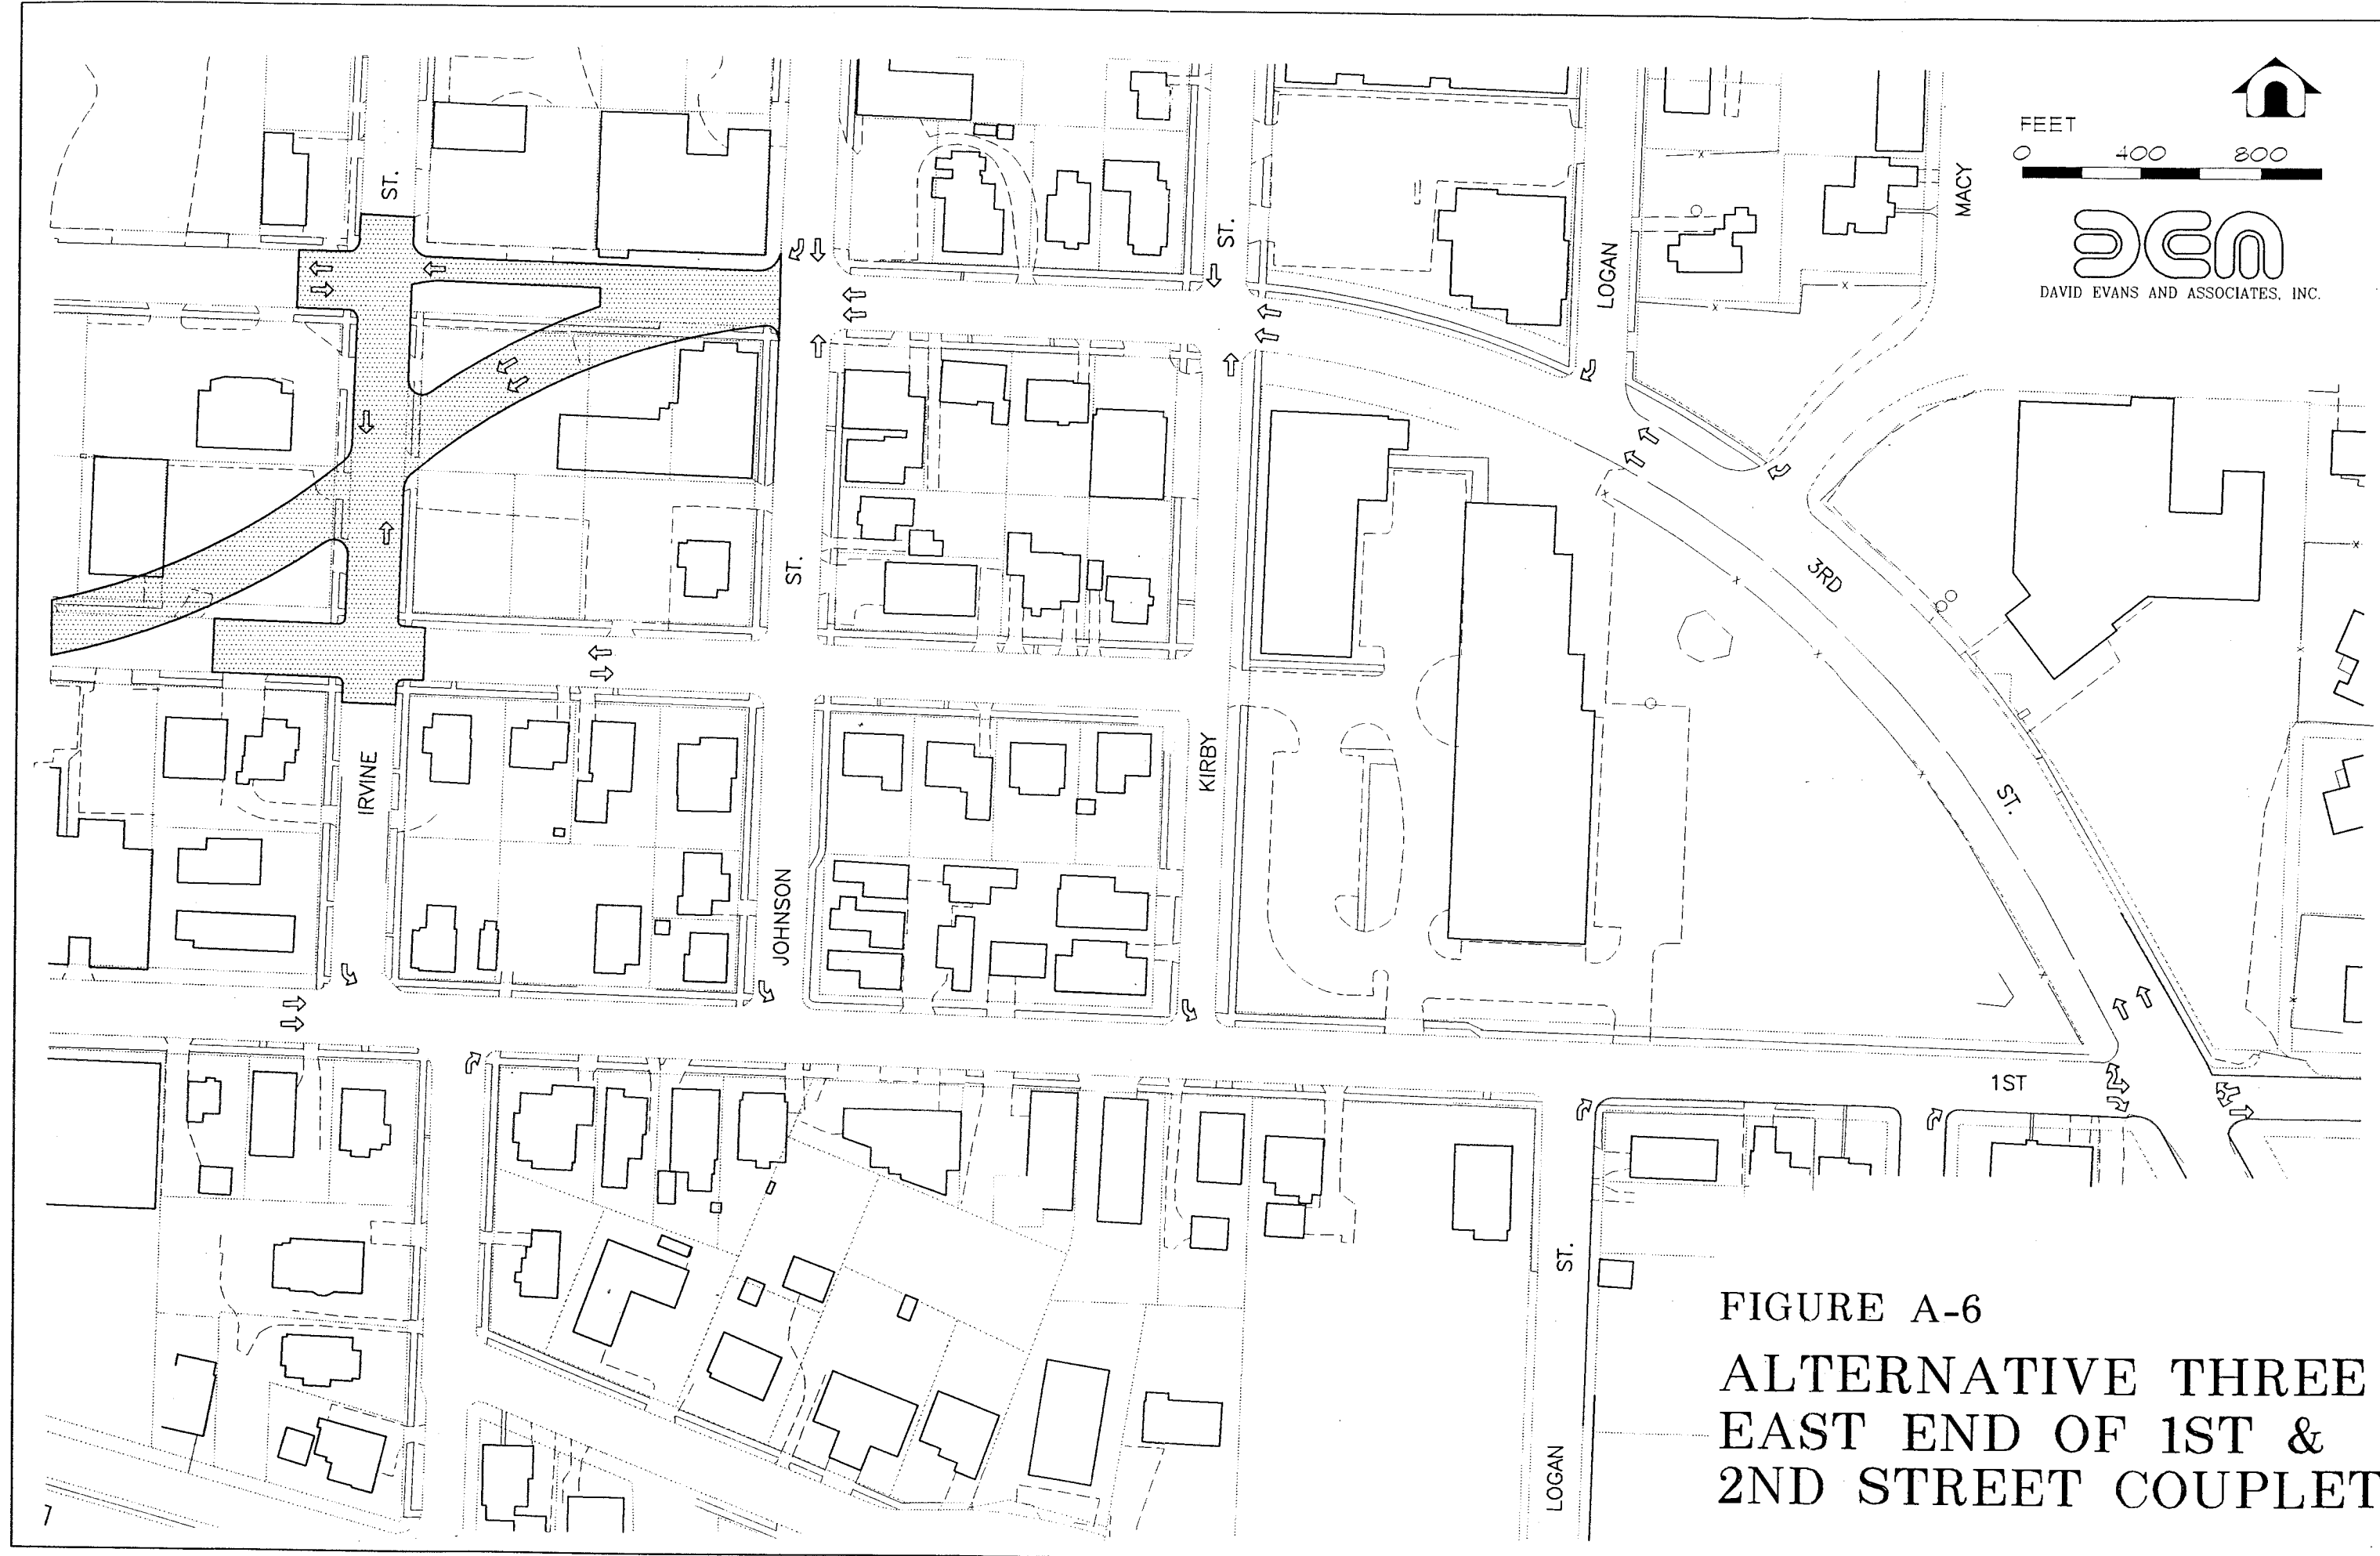 FEET
0 400 800
DAVID EVANS AND ASSOCIATES, INC.
ST.
ST.
LOGAN
MACY
ST.
3RD
ST.
IRVINE
JOHNSON
KIRBY
1ST
ST.
LOGAN
FIGURE A-6
ALTERNATIVE THREE
EAST END OF 1ST &
2ND STREET COUPLET